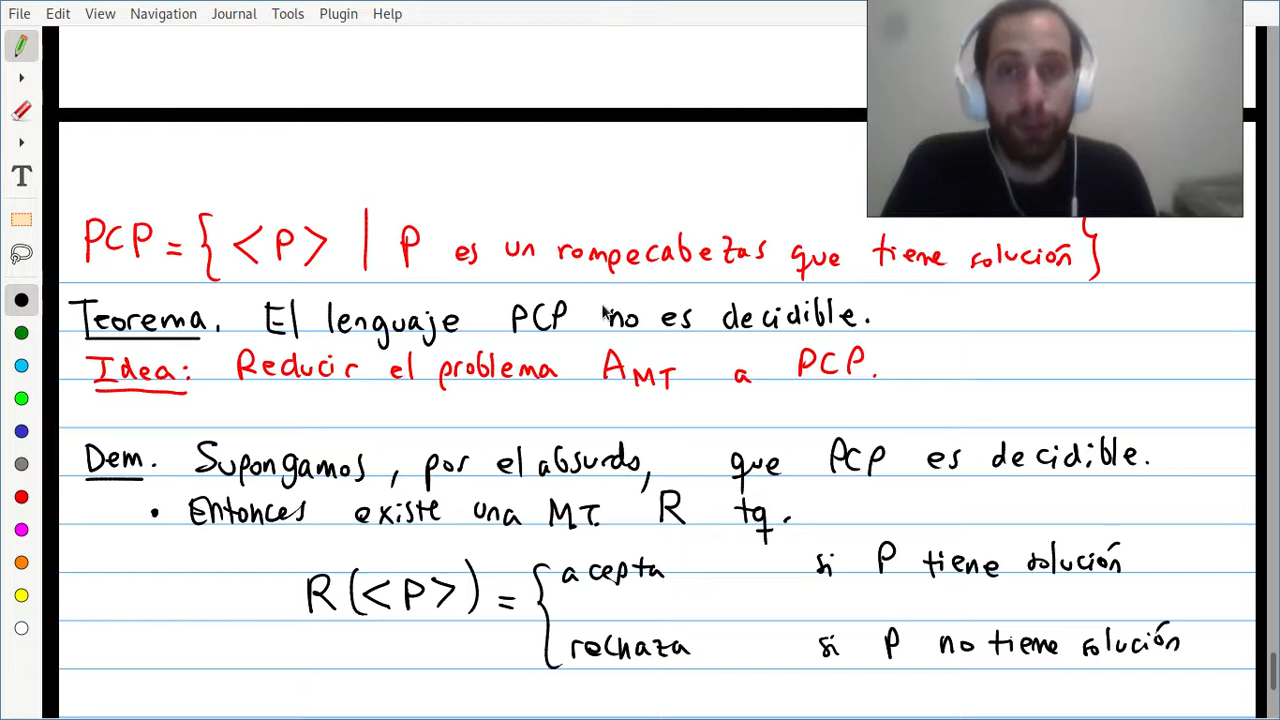 File Edit View Navigation Journal Tools Plugin Help
PCP = { <P> | P es un rompecabezas que tiene solución }
Teorema. El lenguaje PCP no es decidible.
Idea: Reducir el problema A_MT a PCP.
Dem. Supongamos, por el absurdo, que PCP es decidible.
• Entonces existe una MT. R tq.
R(<P>) = { acepta si P tiene solución
rechaza si P no tiene solución
T